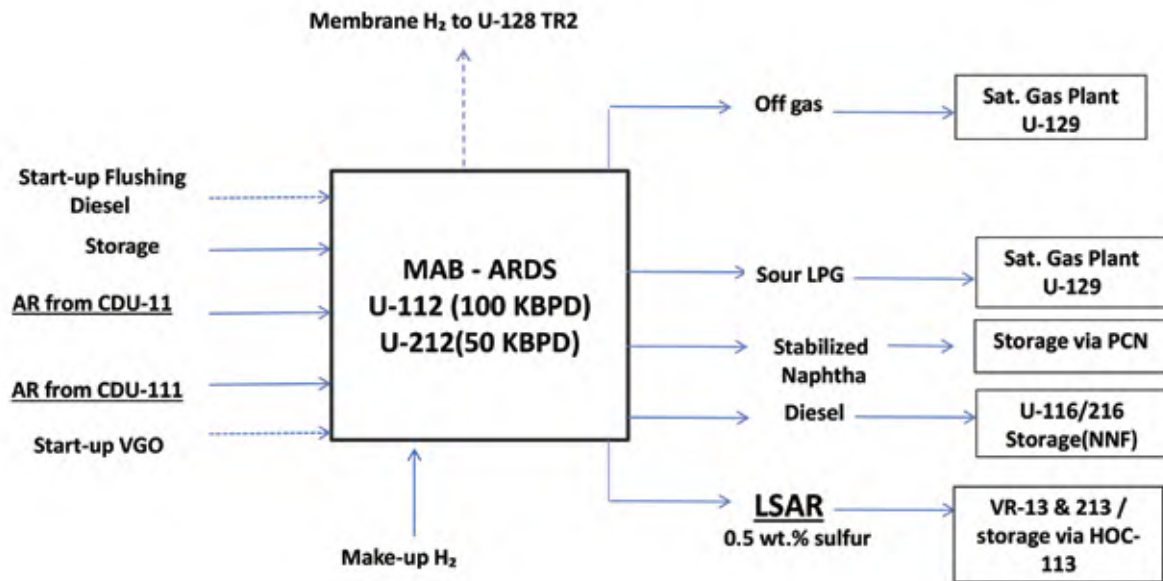 Membrane H₂ to U-128 TR2
Off gas
Sat. Gas Plant
U-129
Start-up Flushing
Diesel
Storage
AR from CDU-11
AR from CDU-111
Start-up VGO
MAB - ARDS
U-112 (100 KBPD)
U-212(50 KBPD)
Make-up H₂
Sour LPG
Sat. Gas Plant
U-129
Stabilized
Naphtha
Storage via PCN
Diesel
U-116/216
Storage(NNF)
LSAR
0.5 wt.% sulfur
VR-13 & 213 /
storage via HOC-
113